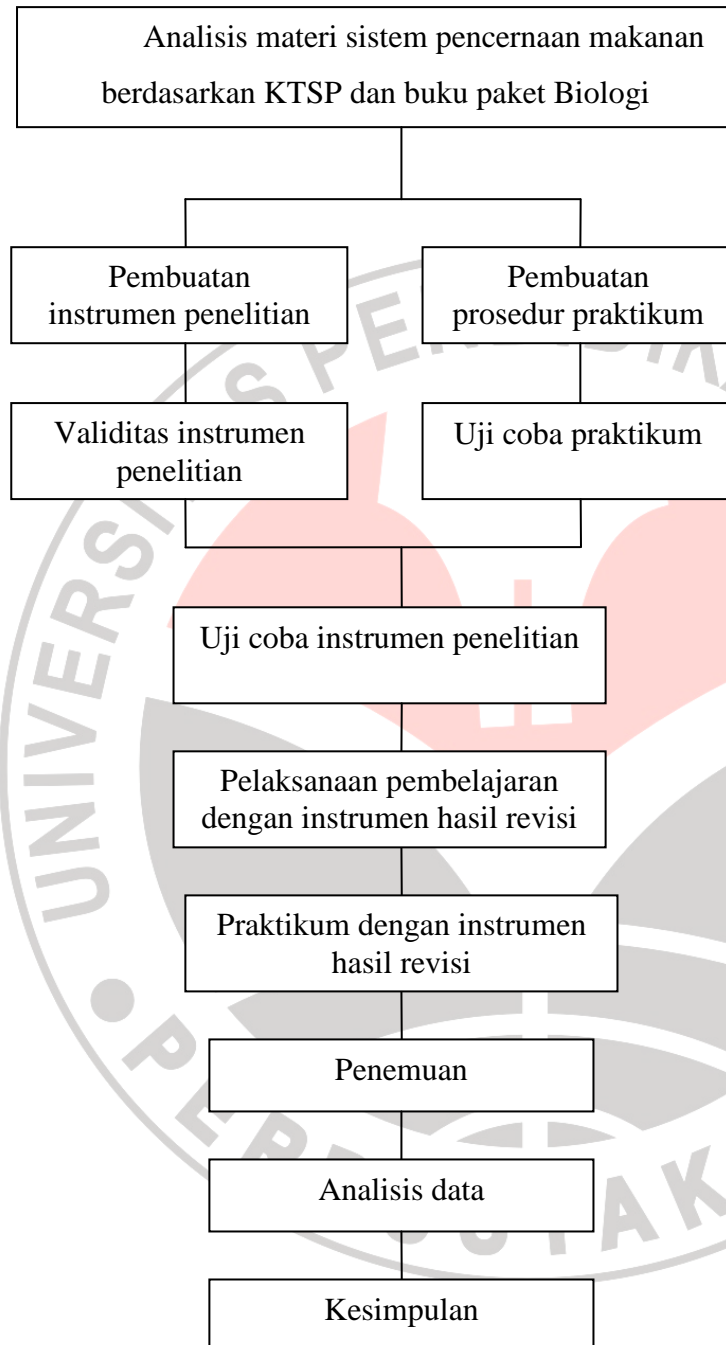 Analisis materi sistem pencernaan makanan
berdasarkan KTSP dan buku paket Biologi
Pembuatan
instrumen penelitian
Pembuatan
prosedur praktikum
Validitas instrumen
penelitian
Uji coba praktikum
Uji coba instrumen penelitian
Pelaksanaan pembelajaran
dengan instrumen hasil revisi
Praktikum dengan instrumen
hasil revisi
Penemuan
Analisis data
Kesimpulan